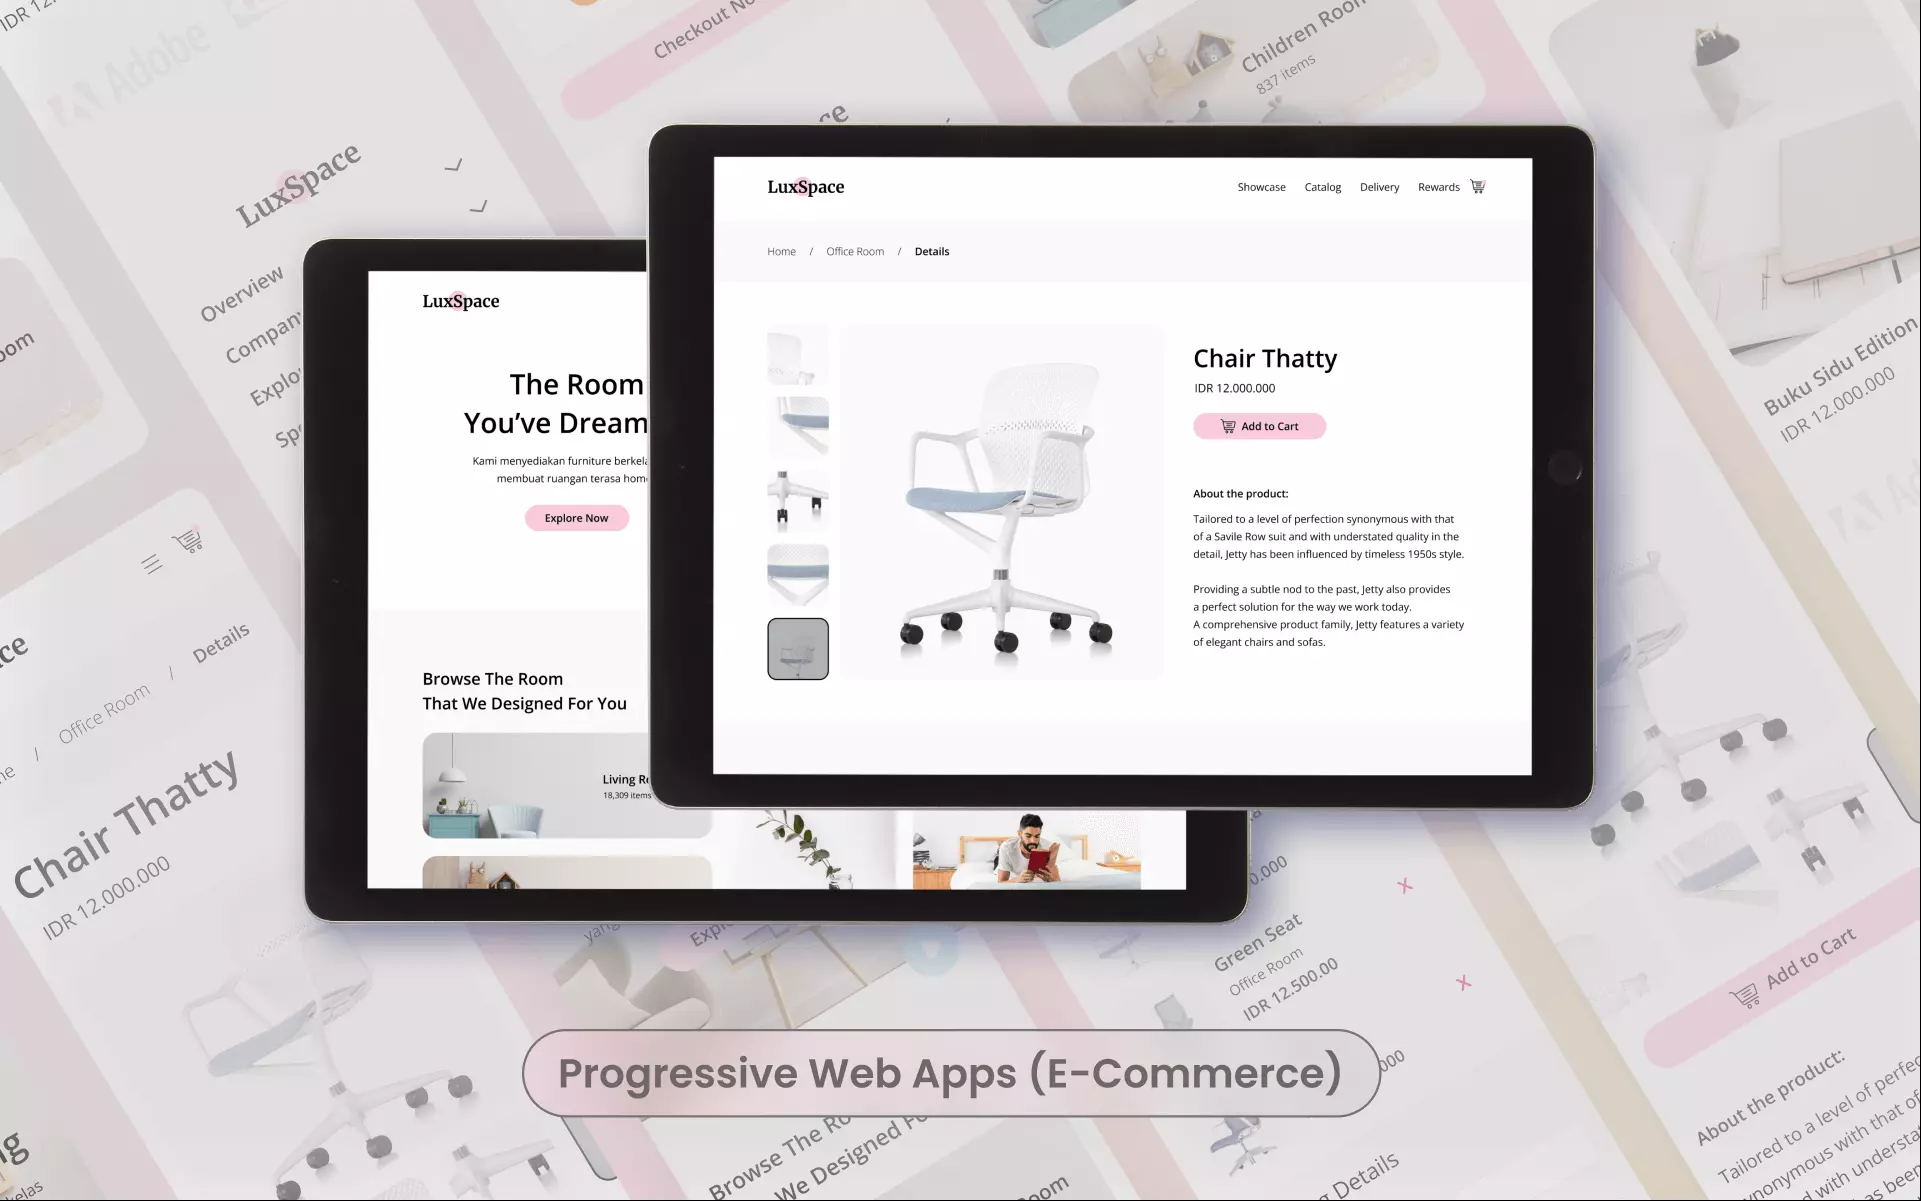 IDR 12.
Adobe
Checkout No
Children Room
837 items
LuxSpace
Overview
Explo
Buku Sidu Edition
IDR 12.000.000
LuxSpace
Showcase Catalog Delivery Rewards
Home / Office Room / Details
Chair Thatty
IDR 12.000.000
Add to Cart
About the product:
Tailored to a level of perfection synonymous with that
of a Savile Row suit and with understated quality in the
detail, Jetty has been influenced by timeless 1950s style.
Providing a subtle nod to the past, Jetty also provides
a perfect solution for the way we work today.
A comprehensive product family, Jetty features a variety
of elegant chairs and sofas.
LuxSpace
The Room
You’ve Dream
Kami menyediakan furniture berkela
membuat ruangan terasa home
Explore Now
Browse The Room
That We Designed For You
Living Ro
18,309 items
/ Office Room / Details
Chair Thatty
IDR 12.000.000
yang
Green Seat
Office Room
IDR 12.500.00
Add to Cart
About the product:
Tailored to a level of perfec
ynonymous with that of
d with understa
Progressive Web Apps (E-Commerce)
Browse The Ro
We Designed Fo
Details